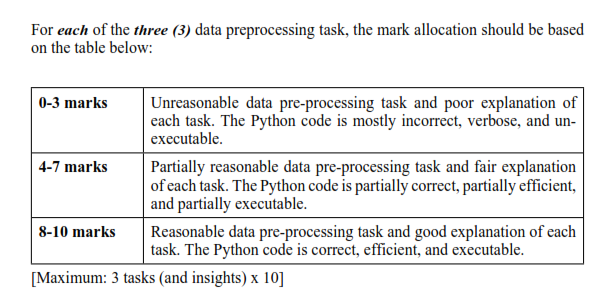 For each of the three (3) data preprocessing task, the mark allocation should be based
on the table below:
0-3 marks
Unreasonable data pre-processing task and poor explanation of
each task. The Python code is mostly incorrect, verbose, and un-
executable.
4-7 marks
Partially reasonable data pre-processing task and fair explanation
of each task. The Python code is partially correct, partially efficient,
and partially executable.
8-10 marks
Reasonable data pre-processing task and good explanation of each
task. The Python code is correct, efficient, and executable.
[Maximum: 3 tasks (and insights) x 10]